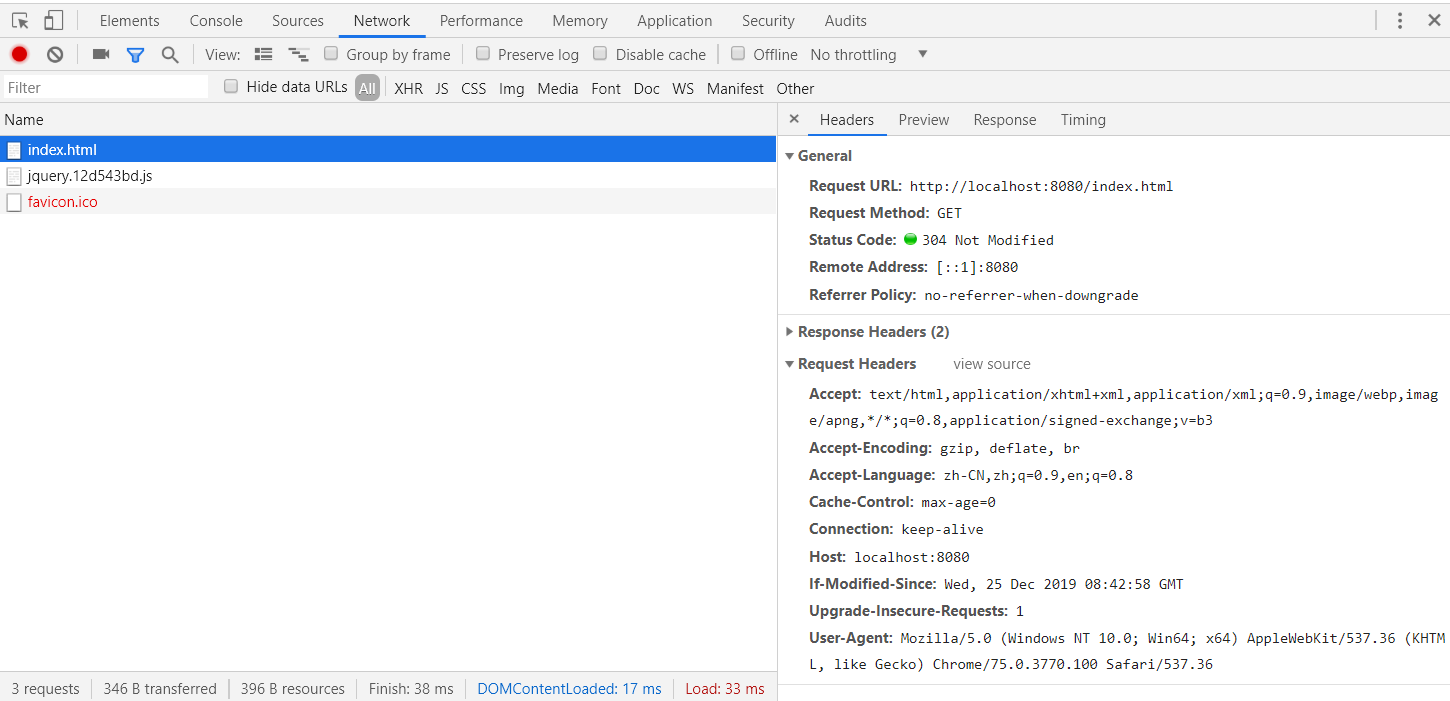 Elements Console Sources Network Performance Memory Application Security Audits
View: Group by frame Preserve log Disable cache Offline No throttling
Filter Hide data URLs All XHR JS CSS Img Media Font Doc WS Manifest Other
Name
index.html
jquery.12d543bd.js
favicon.ico
3 requests 346 B transferred 396 B resources Finish: 38 ms DOMContentLoaded: 17 ms Load: 33 ms
Headers Preview Response Timing
General
Request URL: http://localhost:8080/index.html
Request Method: GET
Status Code: 304 Not Modified
Remote Address: [::1]:8080
Referrer Policy: no-referrer-when-downgrade
Response Headers (2)
Request Headers view source
Accept: text/html,application/xhtml+xml,application/xml;q=0.9,image/webp,imag
e/apng,*/*;q=0.8,application/signed-exchange;v=b3
Accept-Encoding: gzip, deflate, br
Accept-Language: zh-CN,zh;q=0.9,en;q=0.8
Cache-Control: max-age=0
Connection: keep-alive
Host: localhost:8080
If-Modified-Since: Wed, 25 Dec 2019 08:42:58 GMT
Upgrade-Insecure-Requests: 1
User-Agent: Mozilla/5.0 (Windows NT 10.0; Win64; x64) AppleWebKit/537.36 (KHTM
L, like Gecko) Chrome/75.0.3770.100 Safari/537.36